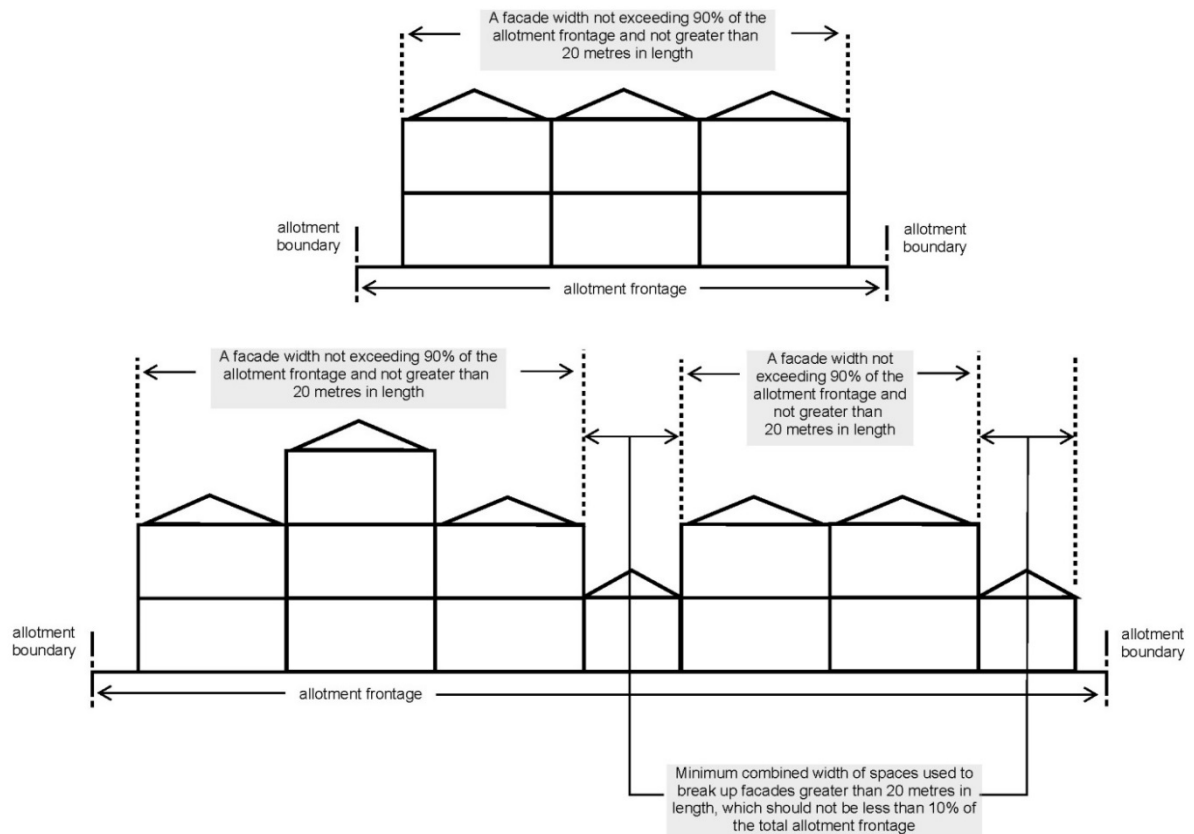 A facade width not exceeding 90% of the
allotment frontage and not greater than
20 metres in length
allotment
boundary
allotment
boundary
allotment frontage
A facade width not exceeding 90% of the
allotment frontage and not greater than
20 metres in length
A facade width not
exceeding 90% of the
allotment frontage and
not greater than
20 metres in length
allotment
boundary
allotment
boundary
allotment frontage
Minimum combined width of spaces used to
break up facades greater than 20 metres in
length, which should not be less than 10% of
the total allotment frontage